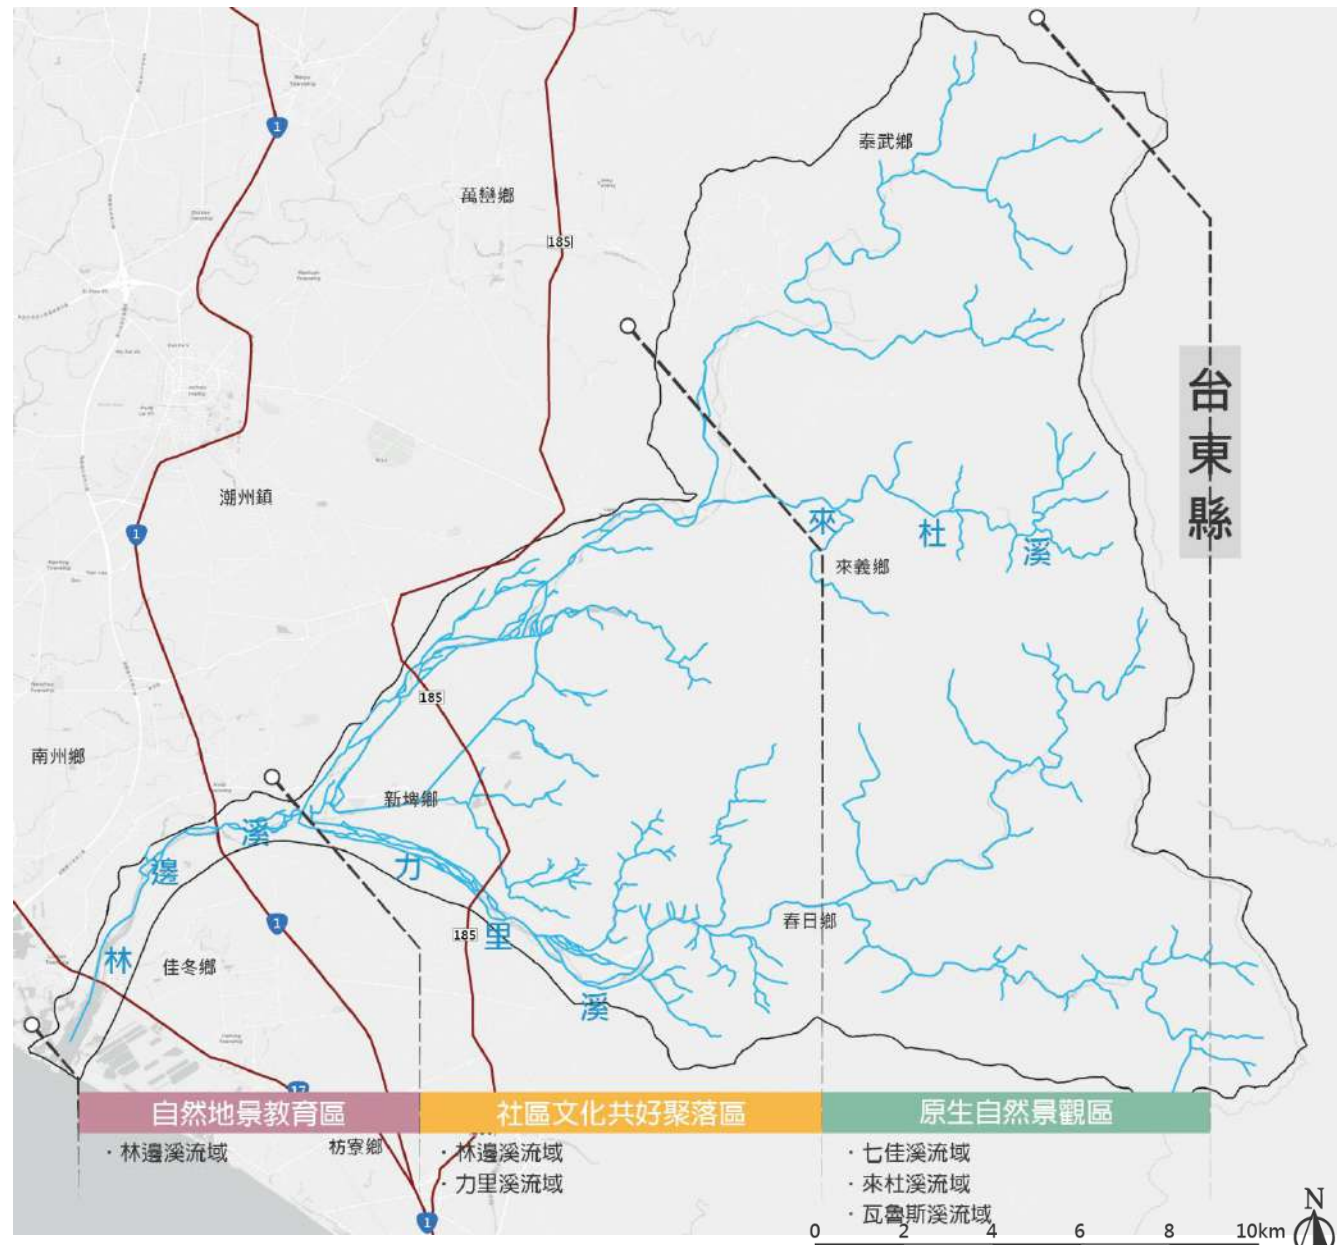 泰武鄉
1
萬巒鄉
185
台東縣
潮州鎮
1
來杜溪
來義鄉
185
南州鄉
新埤鄉
林邊溪
力里溪
春日鄉
1
185
佳冬鄉
17
自然地景教育區
社區文化共好聚落區
原生自然景觀區
·林邊溪流域
枋寮鄉
·林邊溪流域
·力里溪流域
·七佳溪流域
·來杜溪流域
·瓦魯斯溪流域
1
N
0 2 4 6 8 10km